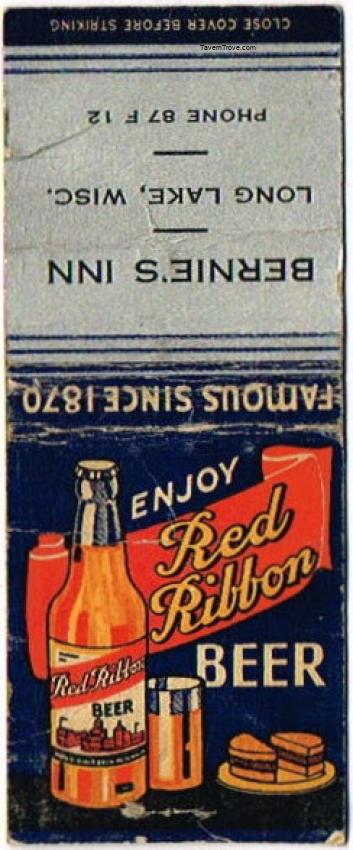 CLOSE COVER BEFORE STRIKING
TavernTrove.com
PHONE 87 F 12
LONG LAKE, WISC.
BERNIE'S INN
FAMOUS SINCE 1870
ENJOY
Red
Ribbon
BEER
Red Ribbon
BEER